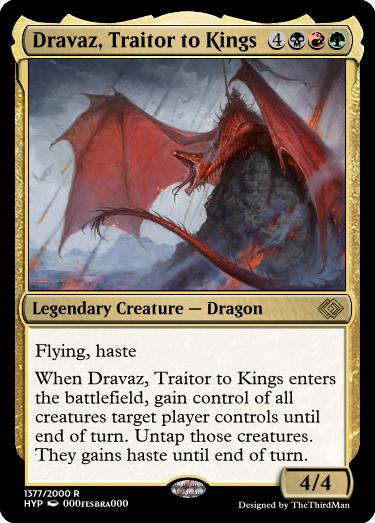 Dravaz, Traitor to Kings 4
Legendary Creature — Dragon
Flying, haste
When Dravaz, Traitor to Kings enters
the battlefield, gain control of all
creatures target player controls until
end of turn. Untap those creatures.
They gains haste until end of turn.
4/4
1377/2000 R
HYP 000FESBRA000
Designed by TheThirdMan